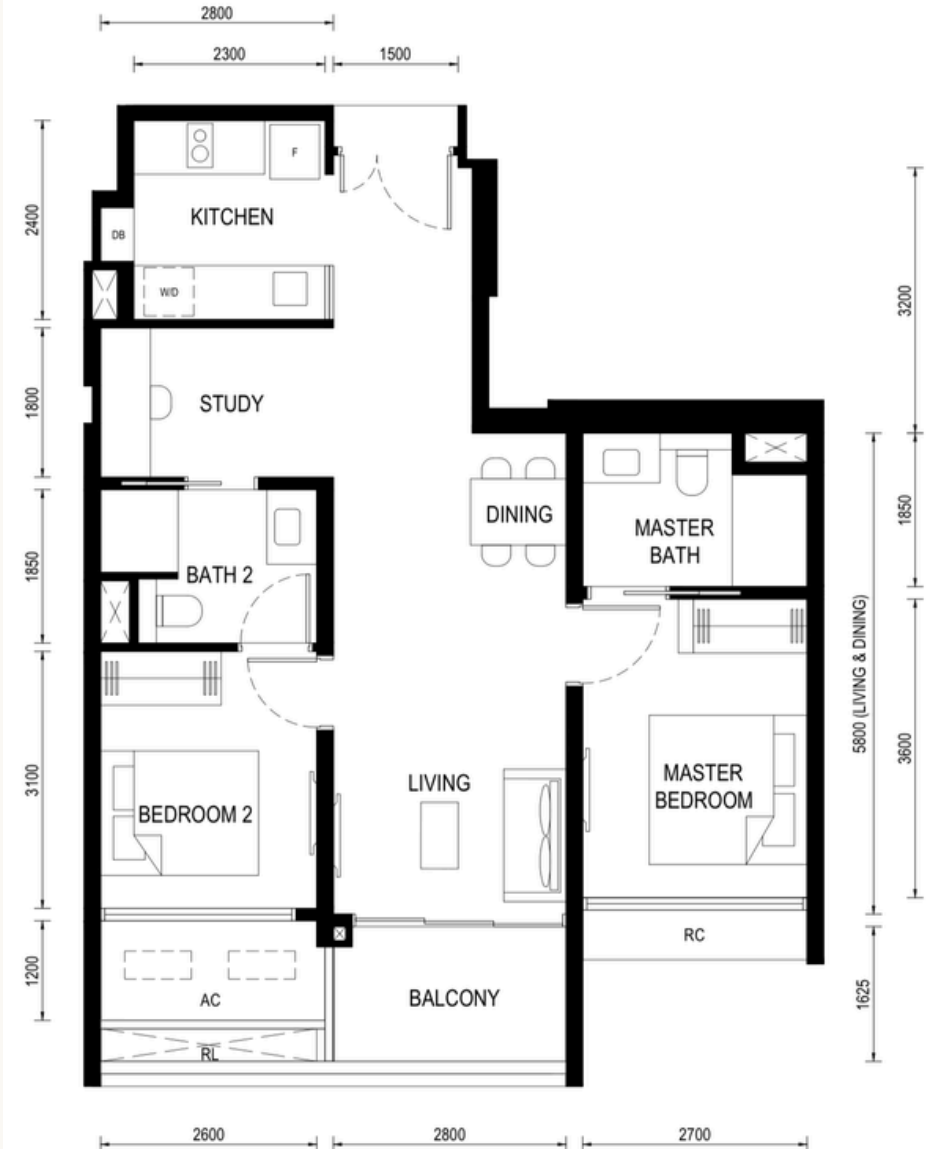 2800
2300
1500
F
KITCHEN
2400
DB
W/D
3200
STUDY
1800
DINING
MASTER
BATH
1850
BATH 2
1850
5800 (LIVING & DINING)
3100
LIVING
MASTER
BEDROOM
3600
BEDROOM 2
RC
1200
AC
BALCONY
1625
RL
2600
2800
2700